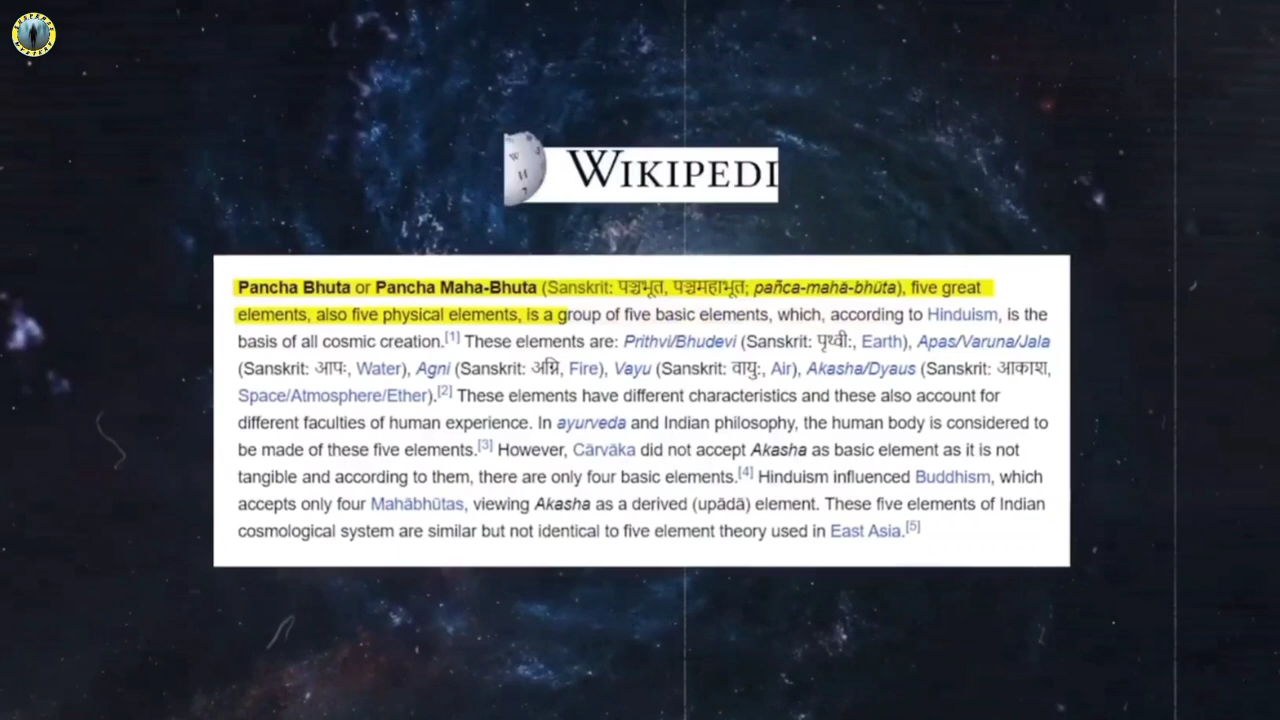 WIKIPEDI
Pancha Bhuta or Pancha Maha-Bhuta (Sanskrit: पञ्चभूत, पञ्चमहाभूत; pañca-mahā-bhūta), five great
elements, also five physical elements, is a group of five basic elements, which, according to Hinduism, is the
basis of all cosmic creation.[1] These elements are: Prithvi/Bhudevi (Sanskrit: पृथ्वीः, Earth), Apas/Varuna/Jala
(Sanskrit: आपः, Water), Agni (Sanskrit: अग्नि, Fire), Vayu (Sanskrit: वायुः, Air), Akasha/Dyaus (Sanskrit: आकाश,
Space/Atmosphere/Ether).[2] These elements have different characteristics and these also account for
different faculties of human experience. In ayurveda and Indian philosophy, the human body is considered to
be made of these five elements.[3] However, Cārvāka did not accept Akasha as basic element as it is not
tangible and according to them, there are only four basic elements.[4] Hinduism influenced Buddhism, which
accepts only four Mahābhūtas, viewing Akasha as a derived (upādā) element. These five elements of Indian
cosmological system are similar but not identical to five element theory used in East Asia.[5]